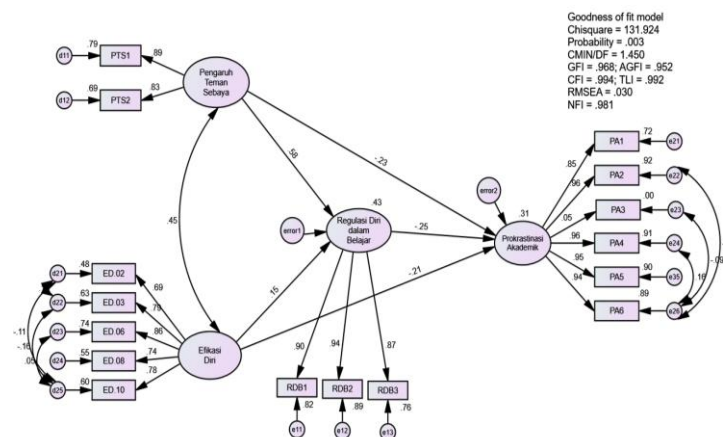 Goodness of fit model
Chisquare = 131.924
Probability = .003
CMIN/DF = 1.450
GFI = .968; AGFI = .952
CFI = .994; TLI = .992
RMSEA = .030
NFI = .981
.79
d11
PTS1
.89
.69
d12
PTS2
.83
Pengaruh
Teman
Sebaya
.58
-.23
.45
error1
.43
Regulasi Diri
dalam
Belajar
-.25
error2
.31
Prokrastinasi
Akademik
.85
PA1
.72
e21
.96
PA2
.92
e22
.05
PA3
.00
e23
.96
PA4
.91
e24
.95
PA5
.90
e35
.94
PA6
.89
e26
-.09
.16
.15
-.21
Efikasi
Diri
d21
.48
ED.02
.69
d22
.63
ED.03
.79
d23
.74
ED.06
.86
d24
.55
ED.08
.74
d25
.60
ED.10
.78
-.11
-.16
.05
.90
.94
.87
RDB1
RDB2
RDB3
.82
.89
.76
e11
e12
e13